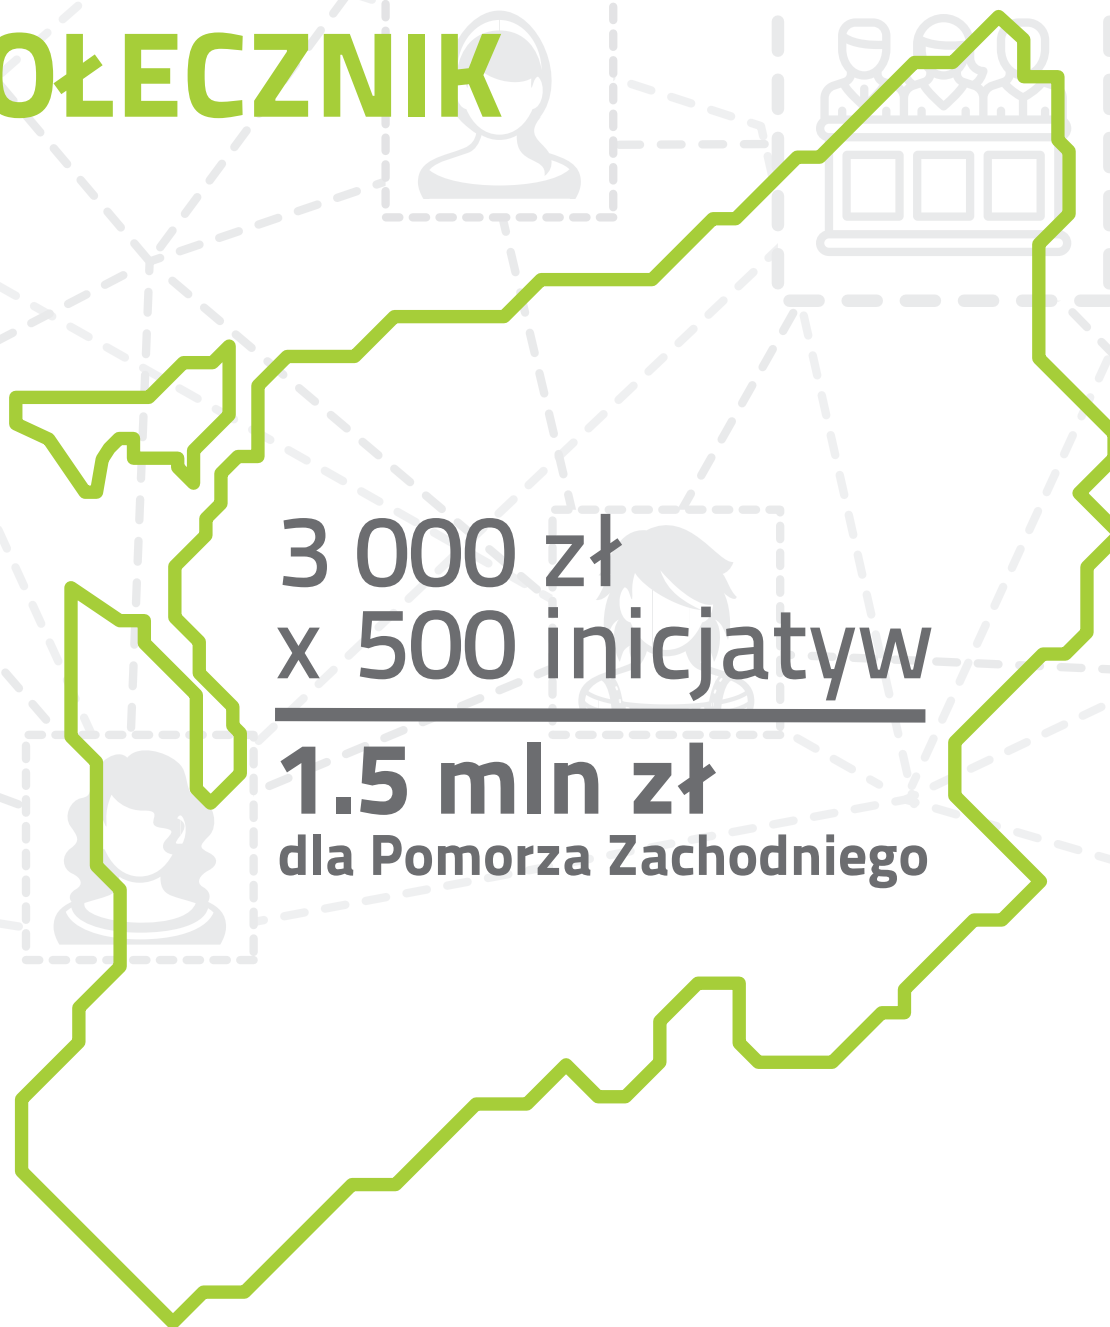 OŁECZNIK
3 000 zł
x 500 inicjatyw
1.5 mln zł
dla Pomorza Zachodniego